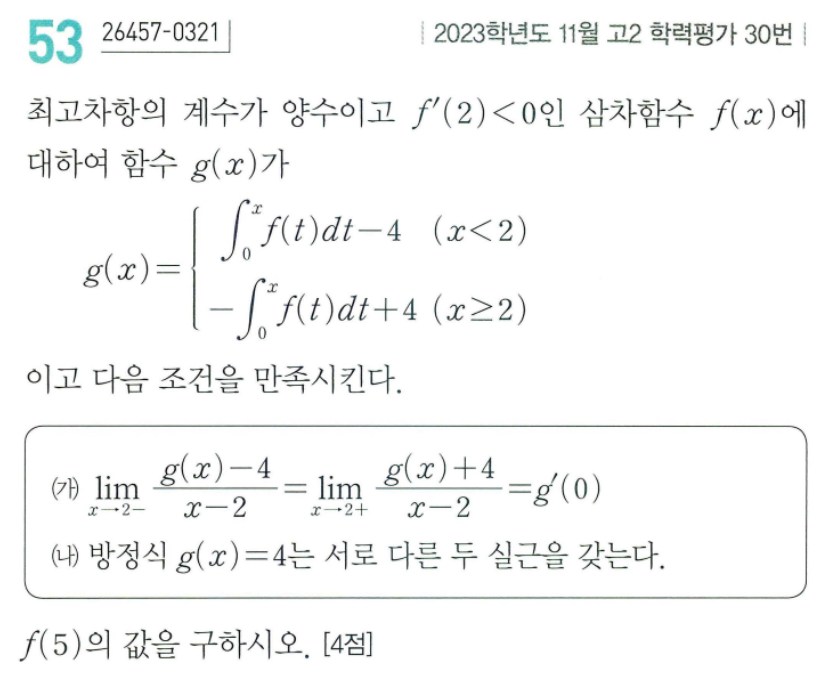 53 26457-0321 | 2023학년도 11월 고2 학력평가 30번 |
최고차항의 계수가 양수이고 f′(2)<0인 삼차함수 f(x)에
대하여 함수 g(x)가
g(x)={ ∫₀ˣ f(t)dt−4 (x<2)
−∫₀ˣ f(t)dt+4 (x≥2)
이고 다음 조건을 만족시킨다.
㈎ lim_{x→2−} (g(x)−4)/(x−2) = lim_{x→2+} (g(x)+4)/(x−2) = g′(0)
㈏ 방정식 g(x)=4는 서로 다른 두 실근을 갖는다.
f(5)의 값을 구하시오. [4점]